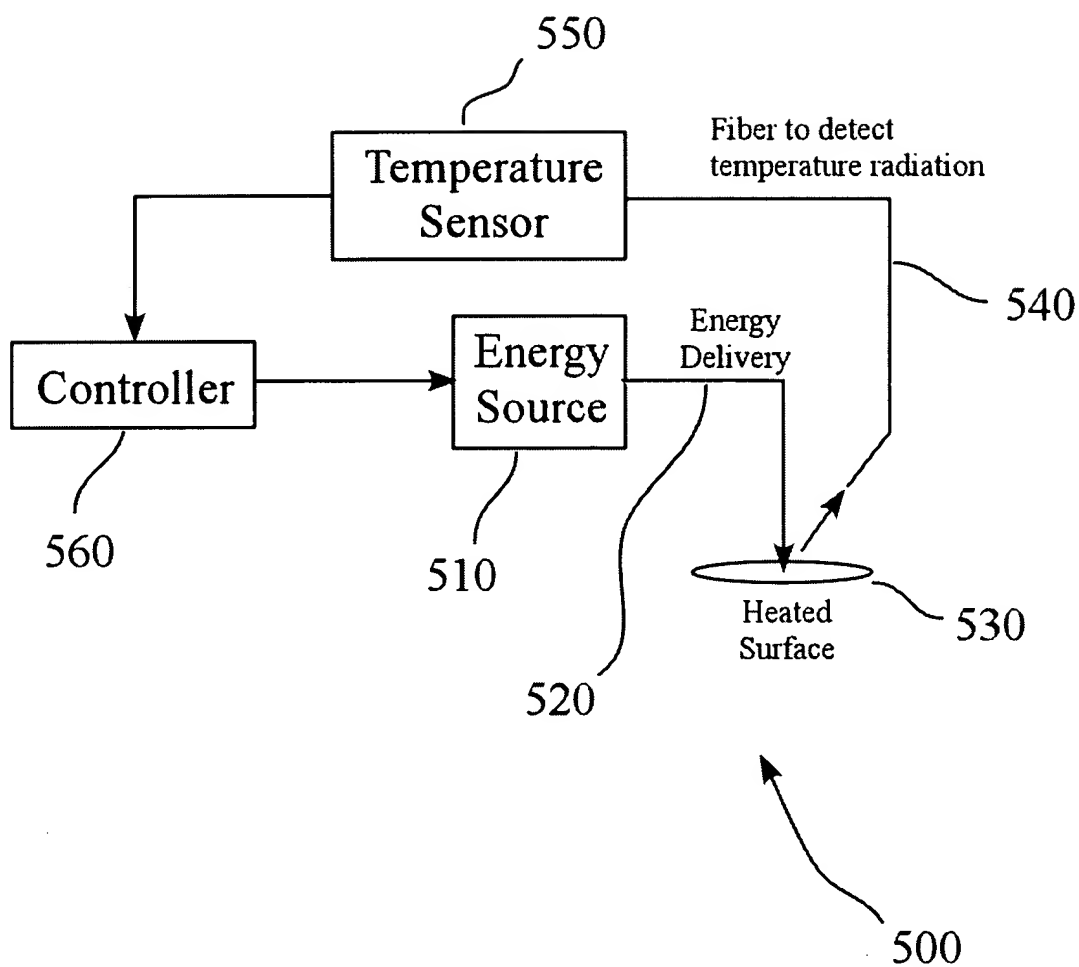 550
Fiber to detect
temperature radiation
Temperature
Sensor
540
Energy
Delivery
Energy
Source
Controller
560
510
530
Heated
Surface
520
500